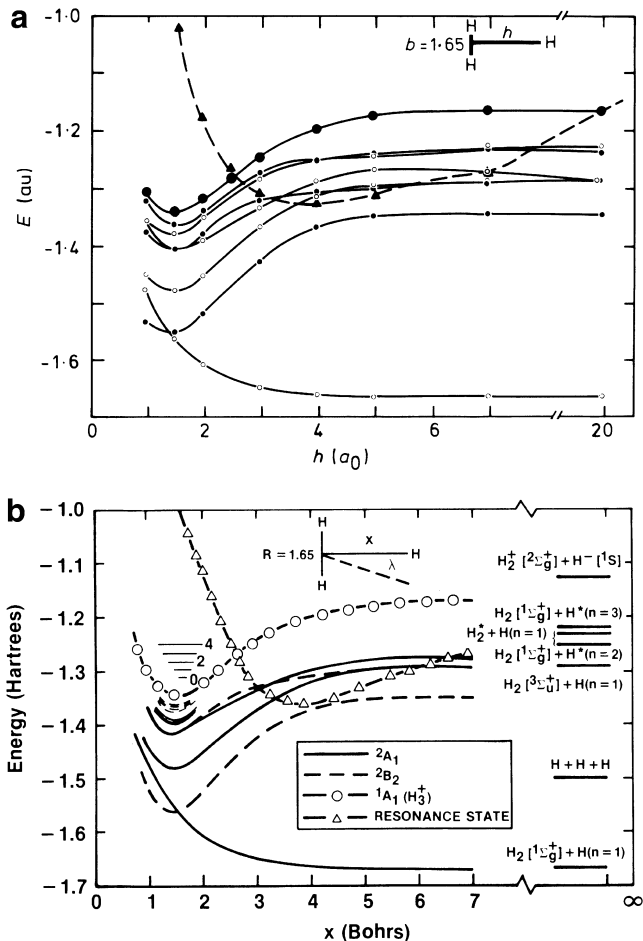 a
H
b = 1·65
h
H
H
-1·0
-1·2
-1·4
-1·6
E (au)
0
2
4
6
20
h (a₀)
b
H
x
R = 1.65
H
λ
H
−1.0
−1.1
−1.2
−1.3
−1.4
−1.5
−1.6
−1.7
Energy (Hartrees)
4
2
0
H₂⁺ [²Σg⁺] + H⁻ [¹S]
H₂ [¹Σg⁺] + H*(n=3)
H₂* + H(n=1)
H₂ [¹Σg⁺] + H*(n=2)
H₂ [³Σu⁺] + H(n=1)
H + H + H
H₂ [¹Σg⁺] + H(n=1)
²A₁
²B₂
¹A₁ (H₃⁺)
RESONANCE STATE
0
1
2
3
4
5
6
7
∞
x (Bohrs)